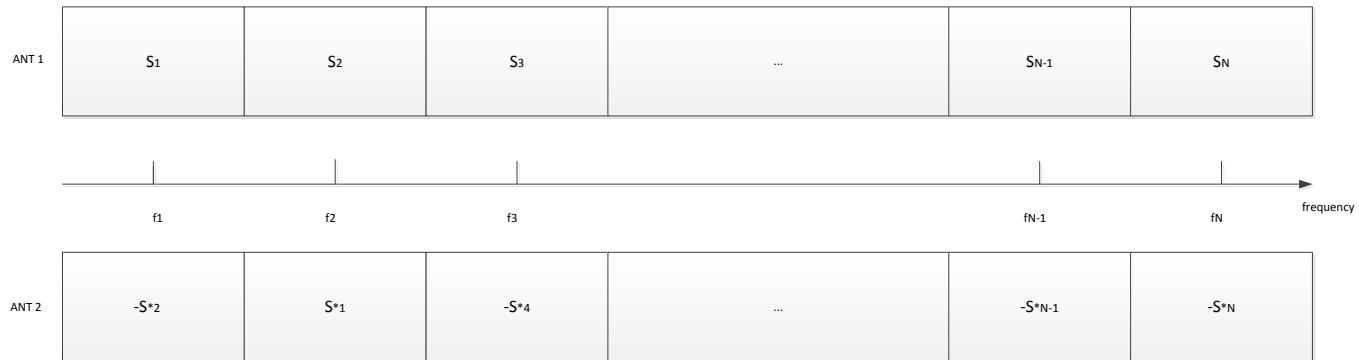 ANT 1 S1 S2 S3 ... SN-1 SN
f1 f2 f3 fN-1 fN
frequency
ANT 2 -S*2 S*1 -S*4 ... -S*N-1 -S*N